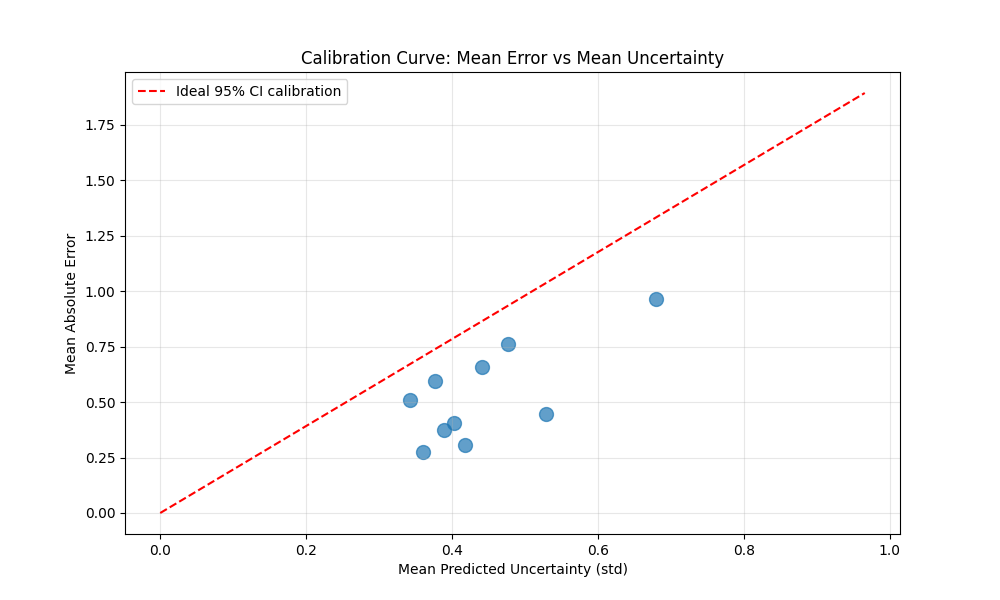 Calibration Curve: Mean Error vs Mean Uncertainty
Ideal 95% CI calibration
Mean Absolute Error
1.75
1.50
1.25
1.00
0.75
0.50
0.25
0.00
0.0 0.2 0.4 0.6 0.8 1.0
Mean Predicted Uncertainty (std)